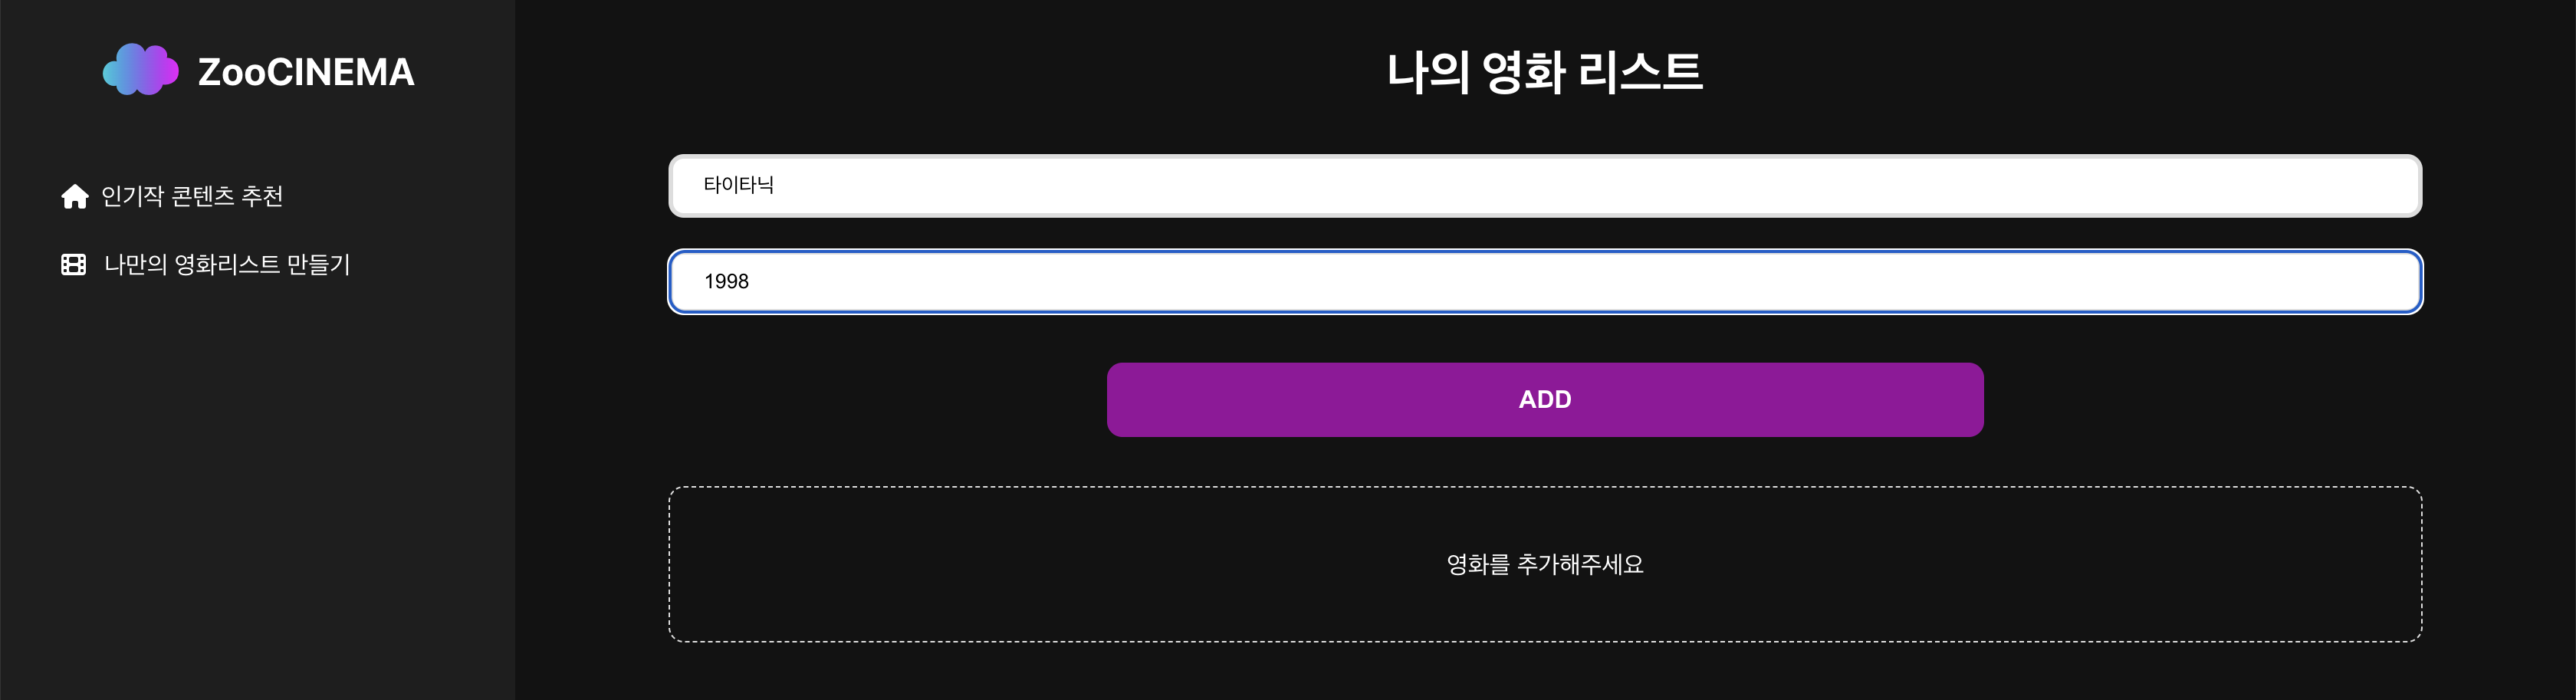 ZooCINEMA
인기작 콘텐츠 추천
나만의 영화리스트 만들기
나의 영화 리스트
타이타닉
1998
ADD
영화를 추가해주세요